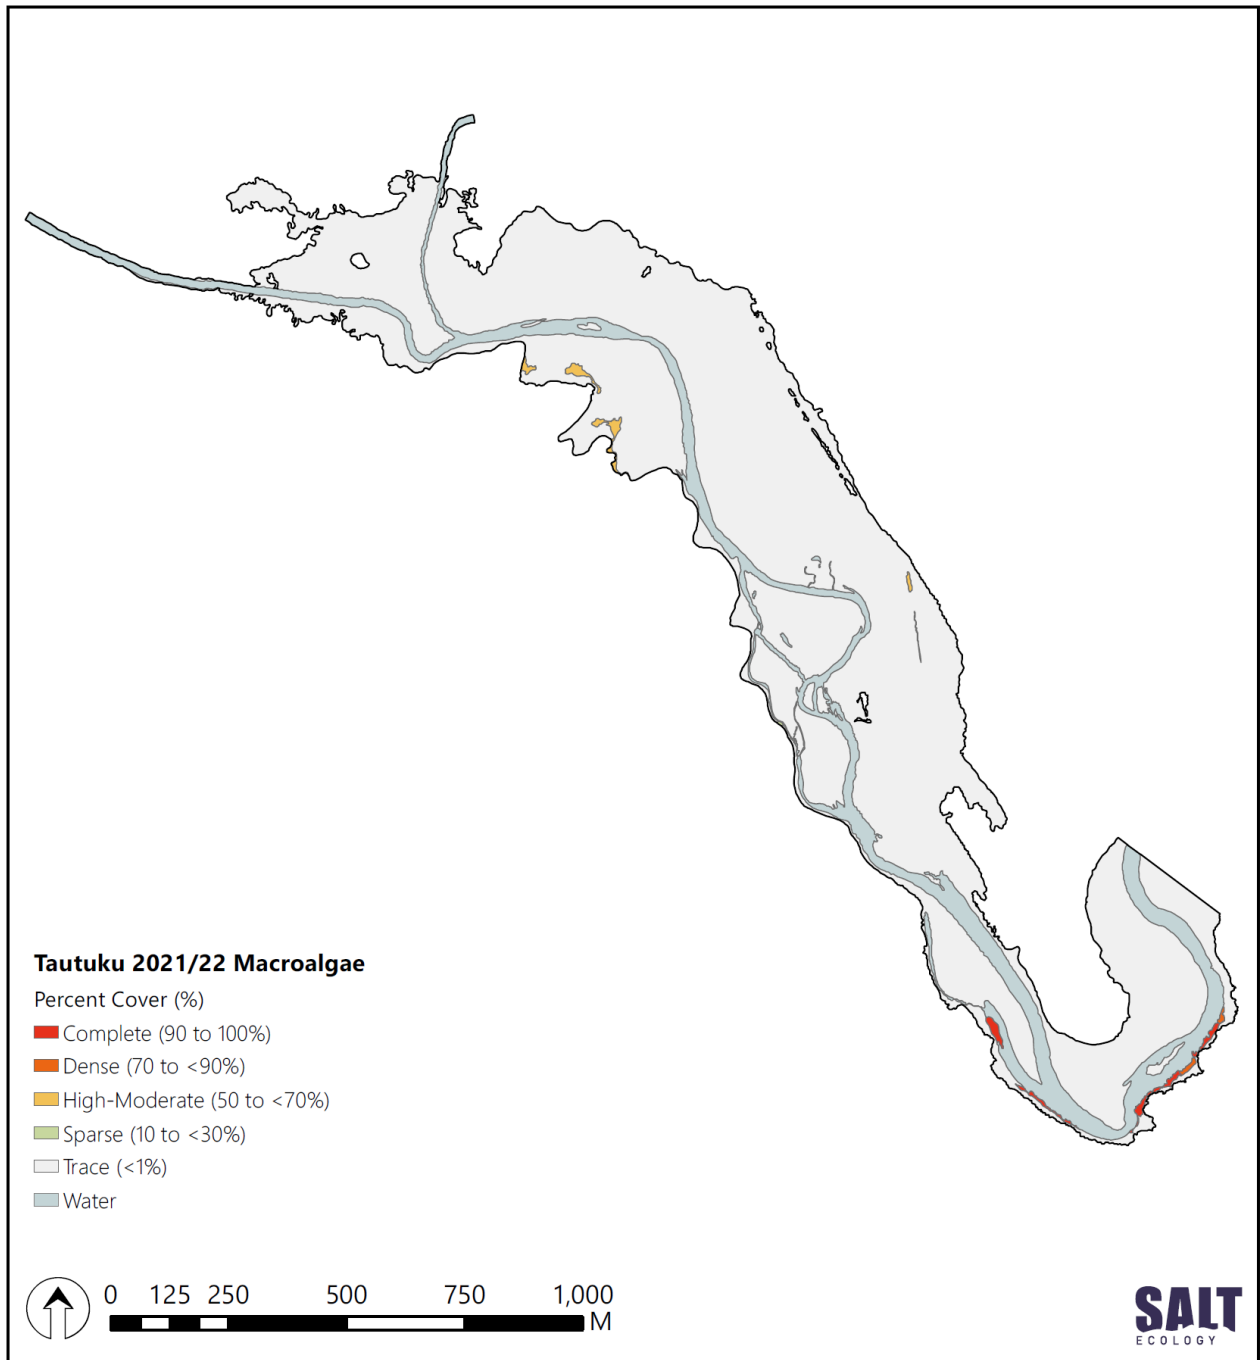 Tautuku 2021/22 Macroalgae
Percent Cover (%)
Complete (90 to 100%)
Dense (70 to <90%)
High-Moderate (50 to <70%)
Sparse (10 to <30%)
Trace (<1%)
Water
0 125 250 500 750 1,000
M
SALT
ECOLOGY